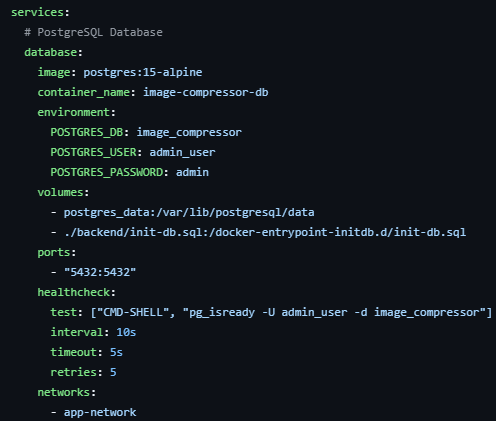 services:
  # PostgreSQL Database
  database:
    image: postgres:15-alpine
    container_name: image-compressor-db
    environment:
      POSTGRES_DB: image_compressor
      POSTGRES_USER: admin_user
      POSTGRES_PASSWORD: admin
    volumes:
      - postgres_data:/var/lib/postgresql/data
      - ./backend/init-db.sql:/docker-entrypoint-initdb.d/init-db.sql
    ports:
      - "5432:5432"
    healthcheck:
      test: ["CMD-SHELL", "pg_isready -U admin_user -d image_compressor"]
      interval: 10s
      timeout: 5s
      retries: 5
    networks:
      - app-network